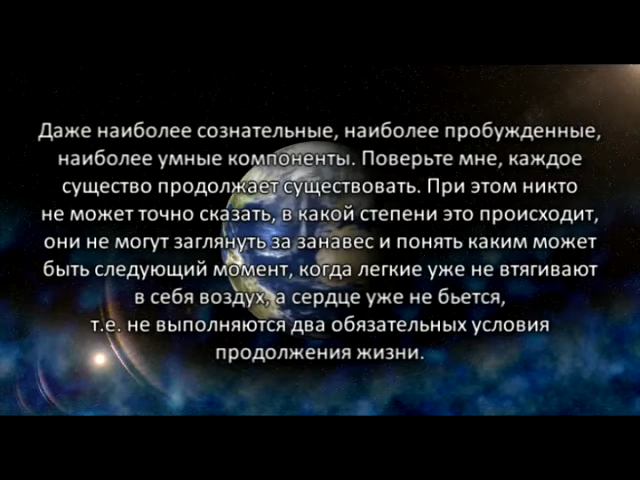 Даже наиболее сознательные, наиболее пробужденные,
наиболее умные компоненты. Поверьте мне, каждое
существо продолжает существовать. При этом никто
не может точно сказать, в какой степени это происходит,
они не могут заглянуть за занавес и понять каким может
быть следующий момент, когда легкие уже не втягивают
в себя воздух, а сердце уже не бьется,
т.е. не выполняются два обязательных условия
продолжения жизни.